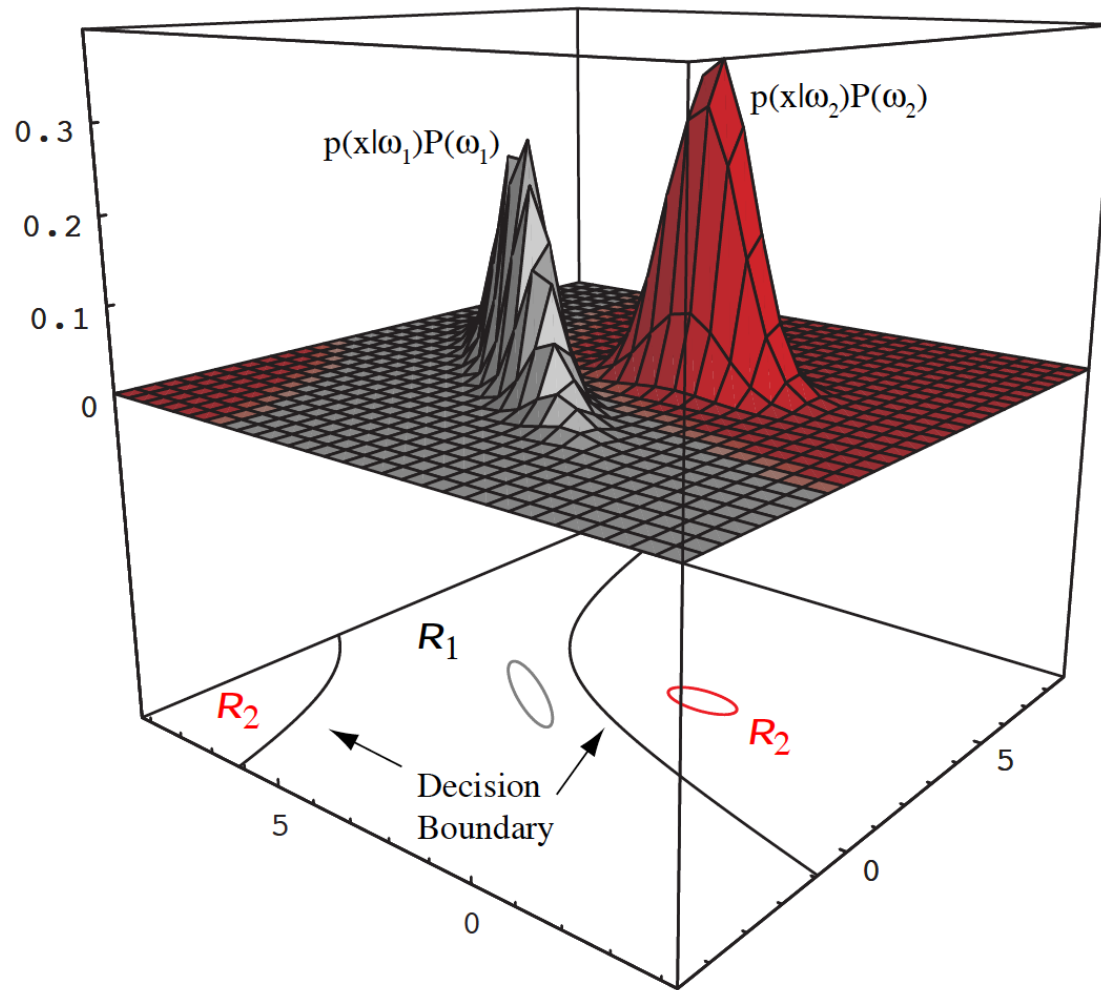 p(x|ω₂)P(ω₂)
p(x|ω₁)P(ω₁)
0.3
0.2
0.1
0
R₁
R₂
R₂
Decision
Boundary
5
0
5
0